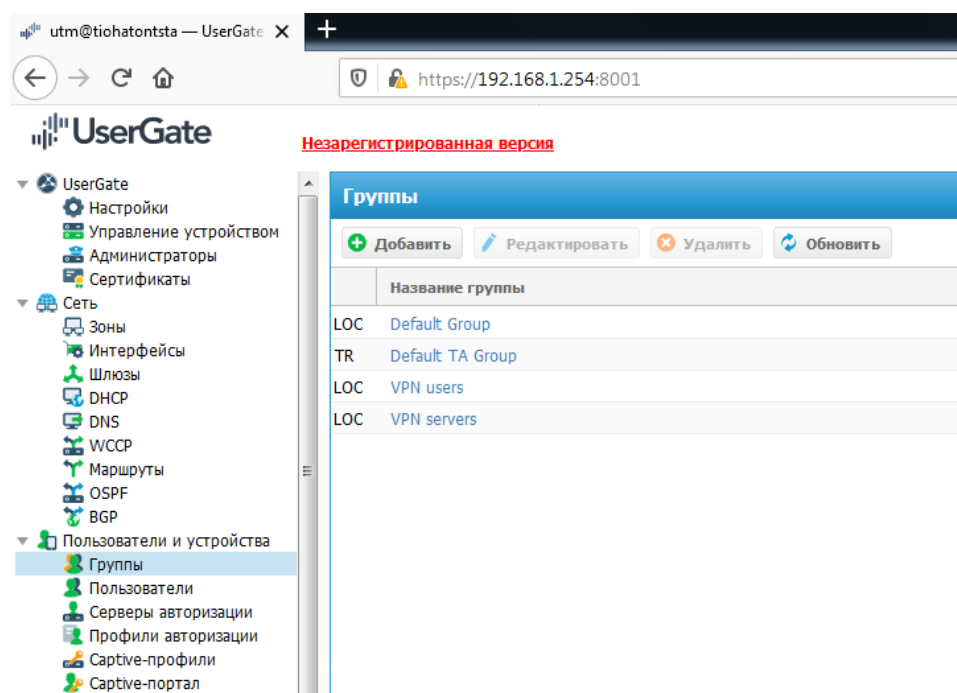 utm@tiohatontsta — UserGate
https://192.168.1.254:8001
UserGate
Незарегистрированная версия
UserGate
Настройки
Управление устройством
Администраторы
Сертификаты
Сеть
Зоны
Интерфейсы
Шлюзы
DHCP
DNS
WCCP
Маршруты
OSPF
BGP
Пользователи и устройства
Группы
Пользователи
Серверы авторизации
Профили авторизации
Captive-профили
Captive-портал
Группы
Добавить Редактировать Удалить Обновить
Название группы
LOC Default Group
TR Default TA Group
LOC VPN users
LOC VPN servers